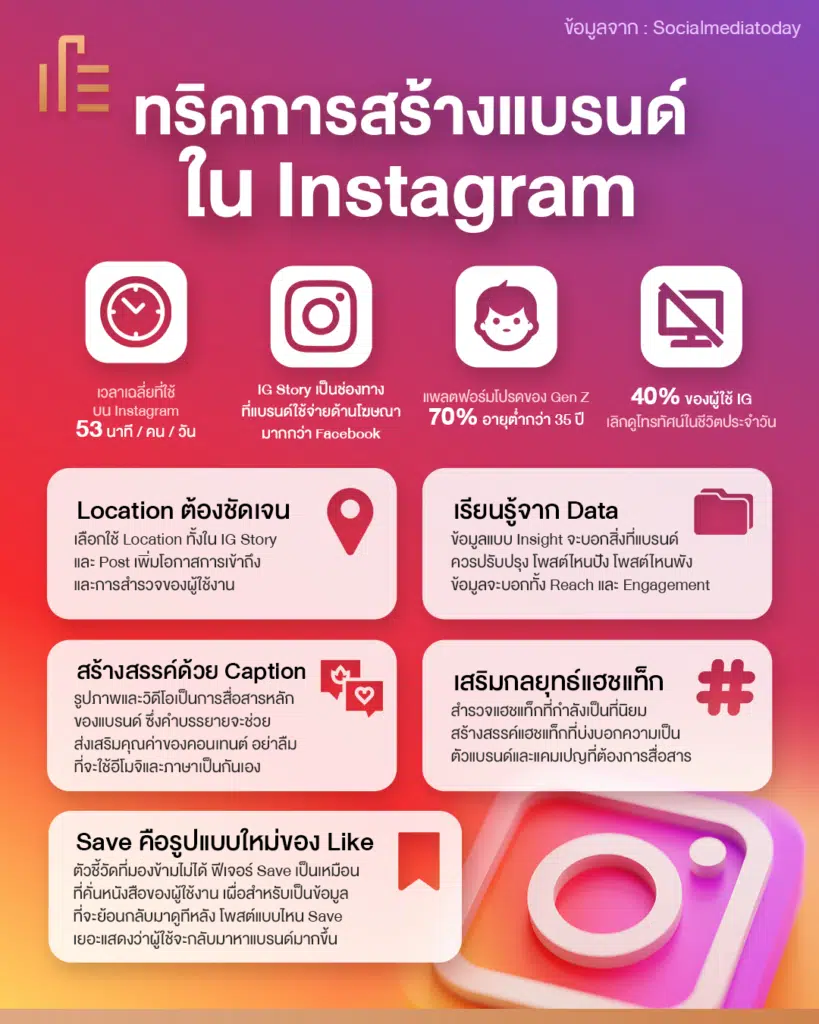 ข้อมูลจาก : Socialmediatoday
ทริคการสร้างแบรนด์
ใน Instagram
เวลาเฉลี่ยที่ใช้
บน Instagram
53 นาที / คน / วัน
IG Story เป็นช่องทาง
ที่แบรนด์ใช้จ่ายด้านโฆษณา
มากกว่า Facebook
แพลตฟอร์มโปรดของ Gen Z
70% อายุต่ำกว่า 35 ปี
40% ของผู้ใช้ IG
เลิกดูโทรทัศน์ในชีวิตประจำวัน
Location ต้องชัดเจน
เลือกใช้ Location ทั้งใน IG Story
และ Post เพิ่มโอกาสการเข้าถึง
และการสำรวจของผู้ใช้งาน
เรียนรู้จาก Data
ข้อมูลแบบ Insight จะบอกสิ่งที่แบรนด์
ควรปรับปรุง โพสต์ไหนปัง โพสต์ไหนพัง
ข้อมูลจะบอกทั้ง Reach และ Engagement
สร้างสรรค์ด้วย Caption
รูปภาพและวิดีโอเป็นการสื่อสารหลัก
ของแบรนด์ ซึ่งคำบรรยายจะช่วย
ส่งเสริมคุณค่าของคอนเทนต์ อย่าลืม
ที่จะใช้อีโมจิและภาษาเป็นกันเอง
เสริมกลยุทธ์แฮชแท็ก
สำรวจแฮชแท็กที่กำลังเป็นที่นิยม
สร้างสรรค์แฮชแท็กที่บ่งบอกความเป็น
ตัวแบรนด์และแคมเปญที่ต้องการสื่อสาร
Save คือรูปแบบใหม่ของ Like
ตัวชี้วัดที่มองข้ามไม่ได้ ฟีเจอร์ Save เป็นเหมือน
ที่คั่นหนังสือของผู้ใช้งาน เผื่อสำหรับเป็นข้อมูล
ที่จะย้อนกลับมาดูทีหลัง โพสต์แบบไหน Save
เยอะแสดงว่าผู้ใช้จะกลับมาหาแบรนด์มากขึ้น